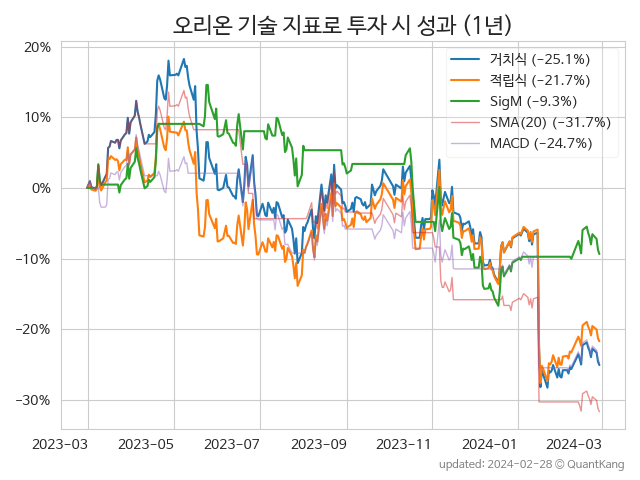 오리온 기술 지표로 투자 시 성과 (1년)
거치식 (−25.1%)
적립식 (−21.7%)
SigM (−9.3%)
SMA(20) (−31.7%)
MACD (−24.7%)
20%
10%
0%
−10%
−20%
−30%
2023-03 2023-05 2023-07 2023-09 2023-11 2024-01 2024-03
updated: 2024-02-28 © QuantKang